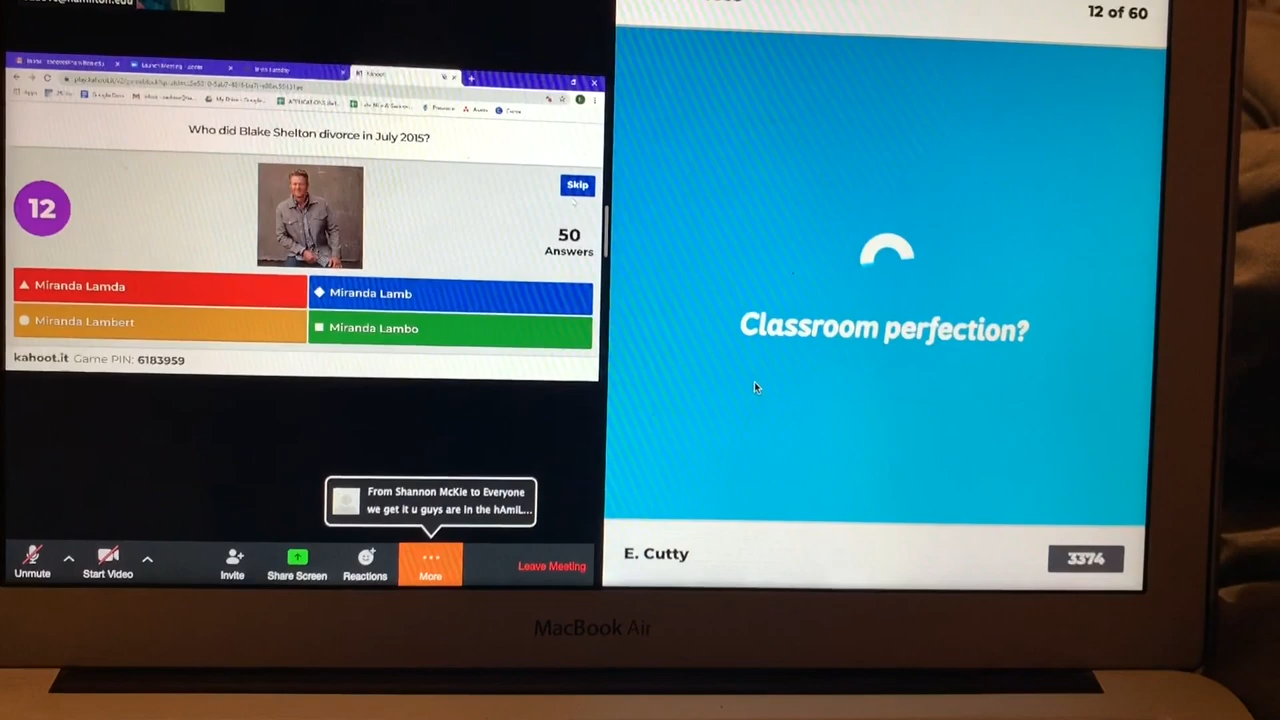 12 of 60
Who did Blake Shelton divorce in July 2015?
12
Skip
50
Answers
Miranda Lamda
Miranda Lamb
Miranda Lambert
Miranda Lambo
kahoot.it Game PIN: 6183959
Classroom perfection?
From Shannon McKie to Everyone
we get it u guys are in the hAmiL...
E. Cutty
3374
Unmute
Start Video
Invite
Share Screen
Reactions
More
Leave Meeting
MacBook Air